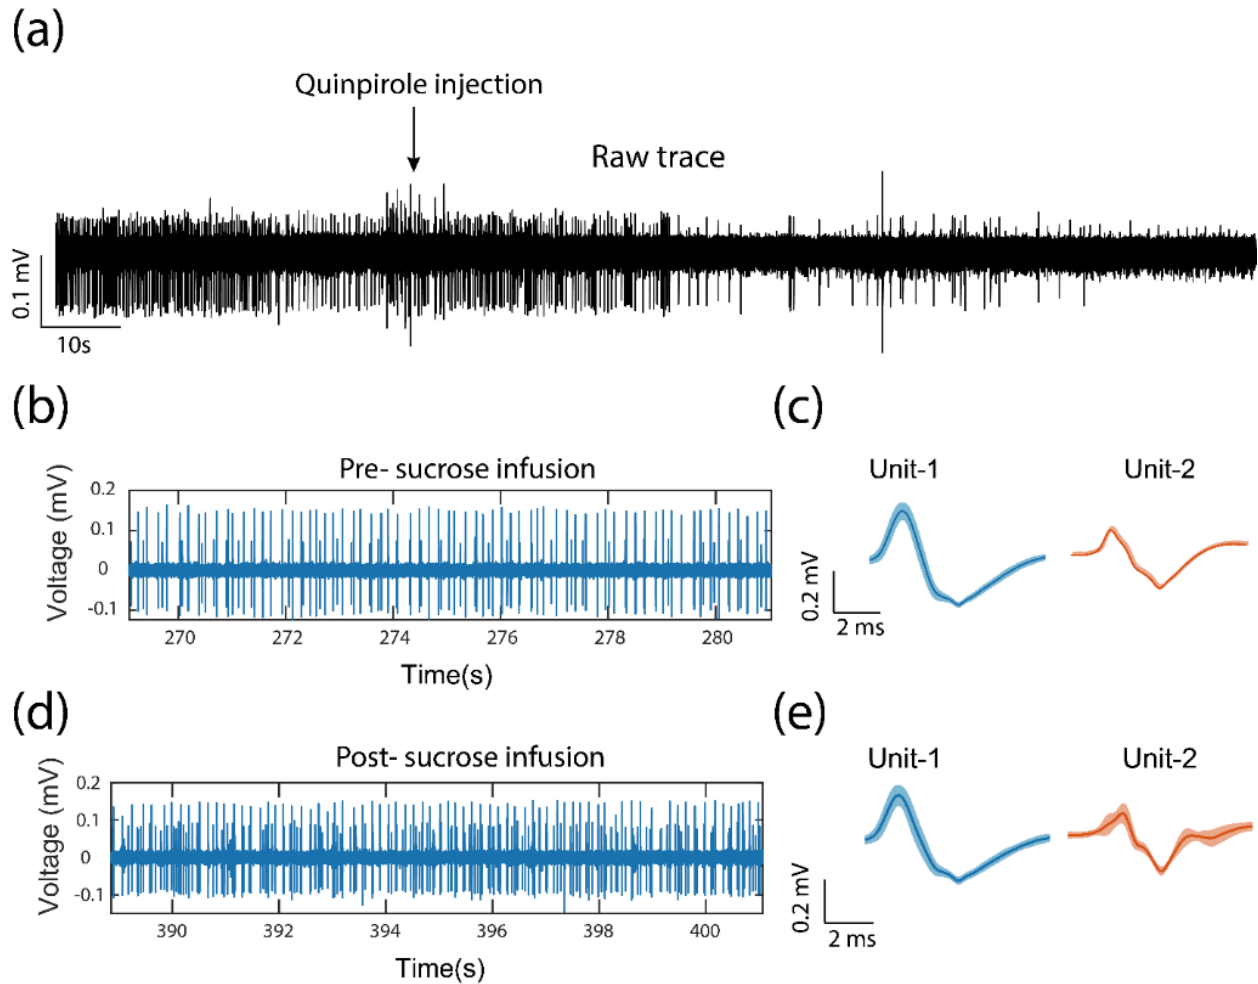 (a)
Quinpirole injection
Raw trace
0.1 mV
10s
(b)
Pre- sucrose infusion
Voltage (mV)
0.2
0.1
0
-0.1
270 272 274 276 278 280
Time(s)
(c)
Unit-1 Unit-2
0.2 mV
2 ms
(d)
Post- sucrose infusion
Voltage (mV)
0.2
0.1
0
-0.1
390 392 394 396 398 400
Time(s)
(e)
Unit-1 Unit-2
0.2 mV
2 ms